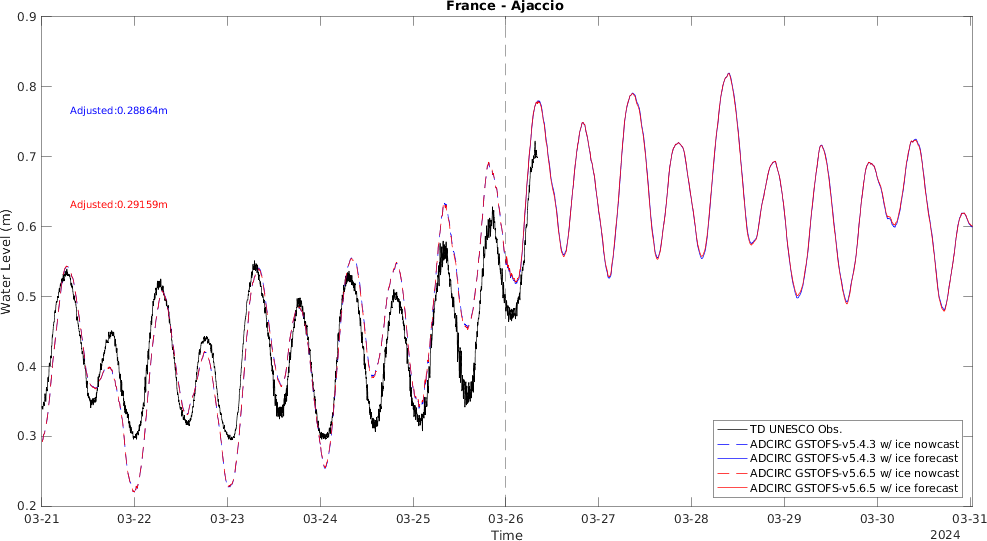 France - Ajaccio
0.9
0.8
0.7
0.6
0.5
0.4
0.3
0.2
Water Level (m)
Adjusted:0.28864m
Adjusted:0.29159m
TD UNESCO Obs.
ADCIRC GSTOFS-v5.4.3 w/ ice nowcast
ADCIRC GSTOFS-v5.4.3 w/ ice forecast
ADCIRC GSTOFS-v5.6.5 w/ ice nowcast
ADCIRC GSTOFS-v5.6.5 w/ ice forecast
03-21 03-22 03-23 03-24 03-25 03-26 03-27 03-28 03-29 03-30 03-31
Time
2024